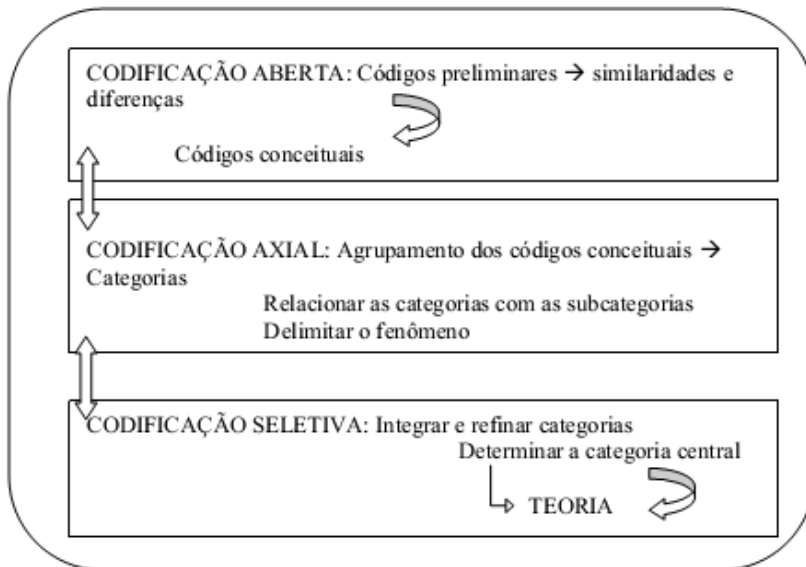 CODIFICAÇÃO ABERTA: Códigos preliminares → similaridades e
diferenças
Códigos conceituais
CODIFICAÇÃO AXIAL: Agrupamento dos códigos conceituais →
Categorias
Relacionar as categorias com as subcategorias
Delimitar o fenômeno
CODIFICAÇÃO SELETIVA: Integrar e refinar categorias
Determinar a categoria central
TEORIA